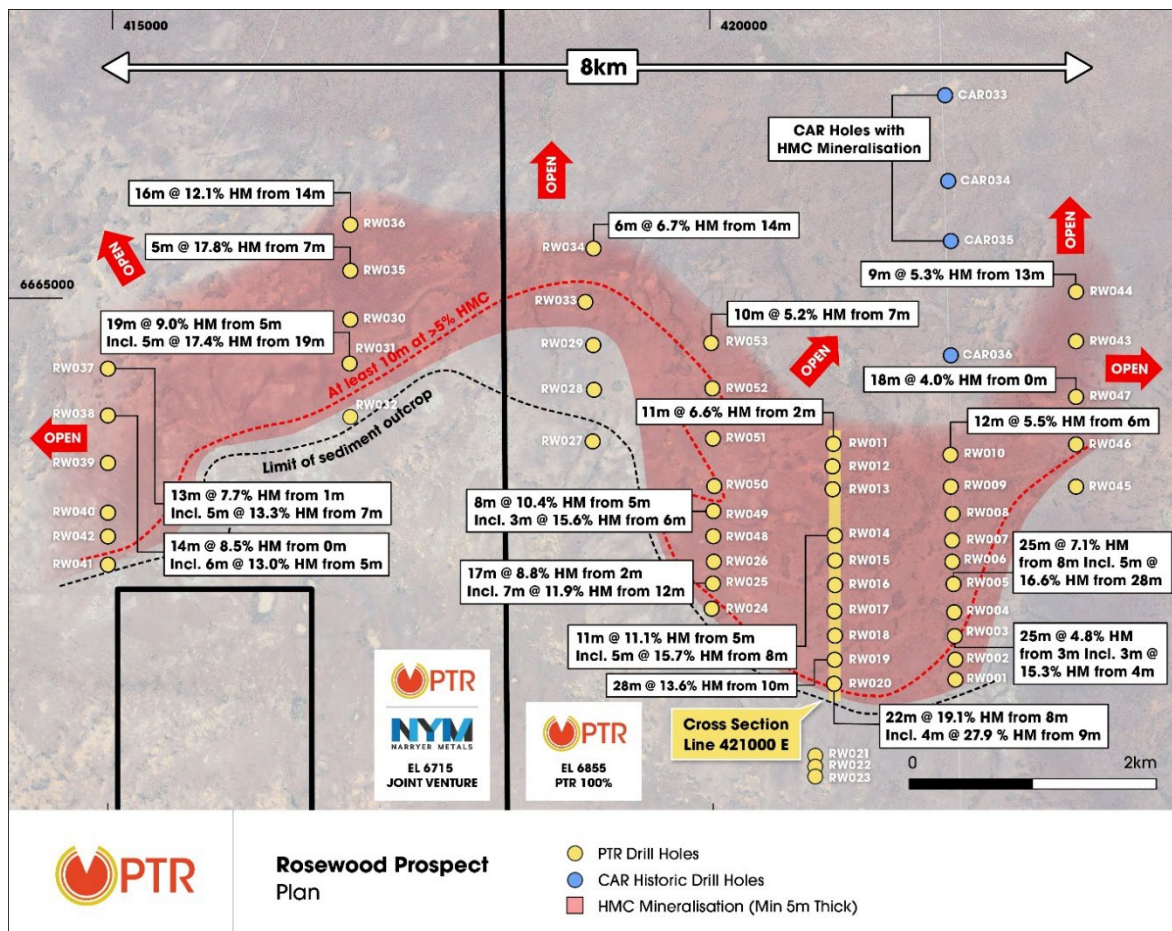 415000
420000
8km
CAR033
CAR Holes with
HMC Mineralisation
CAR034
CAR035
OPEN
OPEN
OPEN
16m @ 12.1% HM from 14m
RW036
5m @ 17.8% HM from 7m
RW035
6m @ 6.7% HM from 14m
RW034
9m @ 5.3% HM from 13m
RW044
6665000
RW033
19m @ 9.0% HM from 5m
Incl. 5m @ 17.4% HM from 19m
RW030
RW031
At least 10m at >5% HMC
10m @ 5.2% HM from 7m
RW053
RW029
OPEN
CAR036
RW043
OPEN
RW037
18m @ 4.0% HM from 0m
RW047
RW028
RW052
RW038
RW032
11m @ 6.6% HM from 2m
12m @ 5.5% HM from 6m
OPEN
Limit of sediment outcrop
RW027
RW051
RW011
RW010
RW046
RW039
RW012
RW050
RW013
RW009
RW045
13m @ 7.7% HM from 1m
Incl. 5m @ 13.3% HM from 7m
8m @ 10.4% HM from 5m
Incl. 3m @ 15.6% HM from 6m
RW049
RW008
RW040
RW042
RW048
RW014
RW007
14m @ 8.5% HM from 0m
Incl. 6m @ 13.0% HM from 5m
RW041
RW026
RW015
RW006
25m @ 7.1% HM
from 8m Incl. 5m @
16.6% HM from 28m
17m @ 8.8% HM from 2m
Incl. 7m @ 11.9% HM from 12m
RW025
RW016
RW005
RW024
RW017
RW004
11m @ 11.1% HM from 5m
Incl. 5m @ 15.7% HM from 8m
RW018
RW003
25m @ 4.8% HM
from 3m Incl. 3m @
15.3% HM from 4m
RW019
RW002
28m @ 13.6% HM from 10m
RW020
RW001
PTR
NYM
NARRYER METALS
EL 6715
JOINT VENTURE
PTR
EL 6855
PTR 100%
Cross Section
Line 421000 E
22m @ 19.1% HM from 8m
Incl. 4m @ 27.9 % HM from 9m
RW021
RW022
RW023
0
2km
PTR
Rosewood Prospect
Plan
PTR Drill Holes
CAR Historic Drill Holes
HMC Mineralisation (Min 5m Thick)